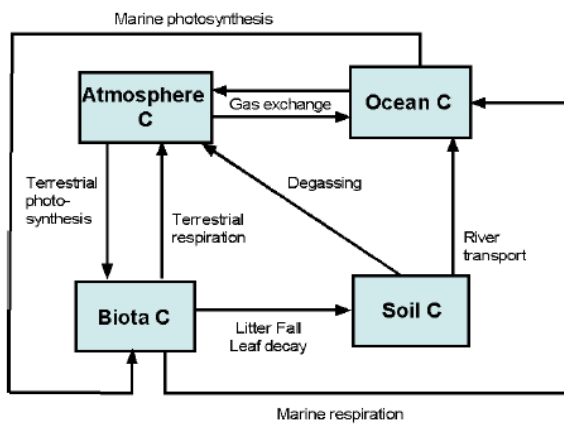 Marine photosynthesis
Atmosphere
C
Gas exchange
Ocean C
Terrestrial
photo-
synthesis
Terrestrial
respiration
Degassing
River
transport
Biota C
Litter Fall
Leaf decay
Soil C
Marine respiration